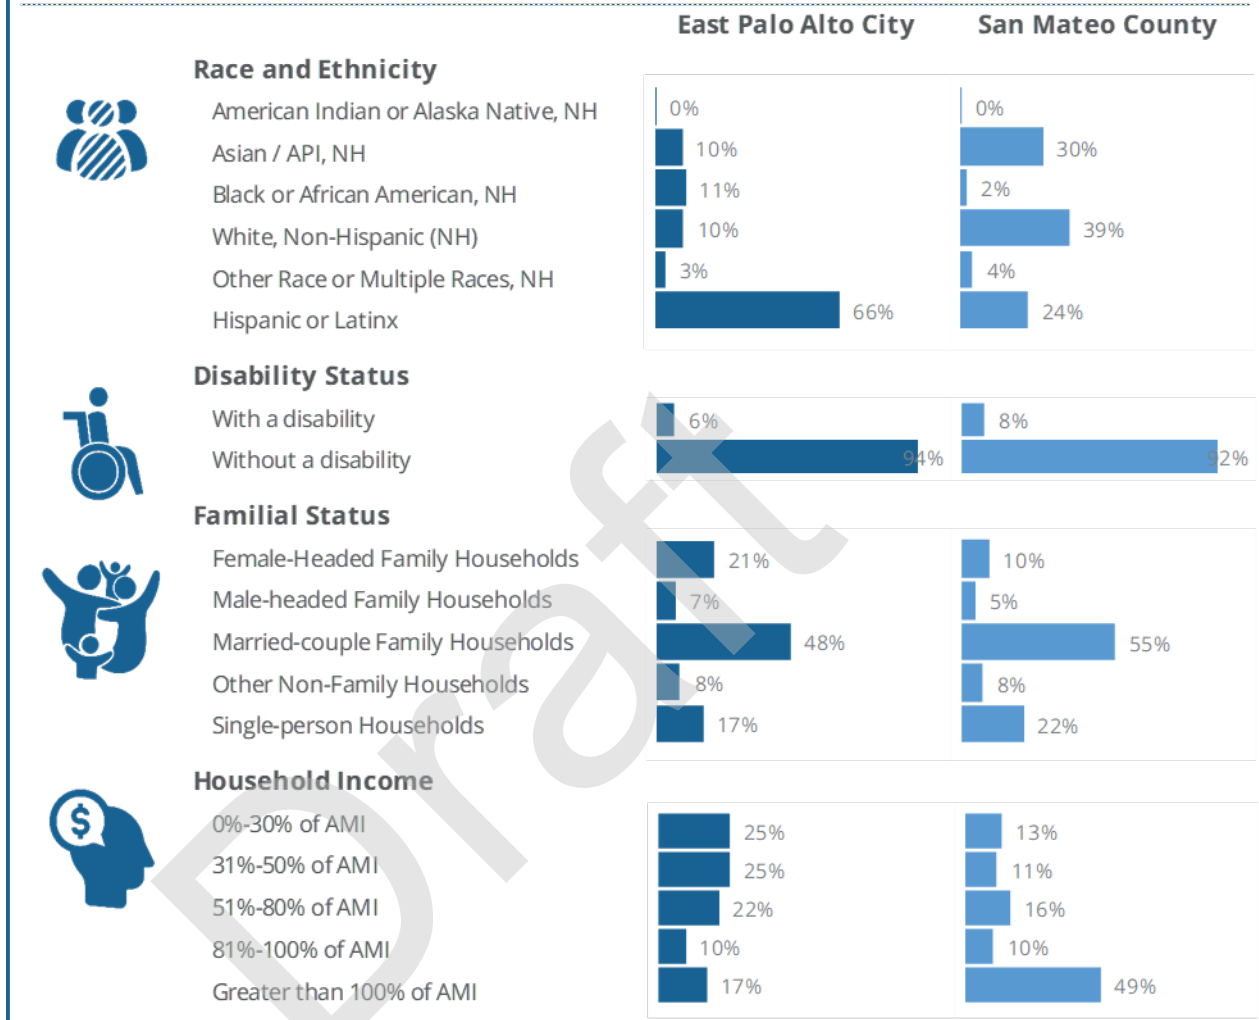 East Palo Alto City San Mateo County
Race and Ethnicity
American Indian or Alaska Native, NH 0% 0%
Asian / API, NH 10% 30%
Black or African American, NH 11% 2%
White, Non-Hispanic (NH) 10% 39%
Other Race or Multiple Races, NH 3% 4%
Hispanic or Latinx 66% 24%
Disability Status
With a disability 6% 8%
Without a disability 94% 92%
Familial Status
Female-Headed Family Households 21% 10%
Male-headed Family Households 7% 5%
Married-couple Family Households 48% 55%
Other Non-Family Households 8% 8%
Single-person Households 17% 22%
Household Income
$
0%-30% of AMI 25% 13%
31%-50% of AMI 25% 11%
51%-80% of AMI 22% 16%
81%-100% of AMI 10% 10%
Greater than 100% of AMI 17% 49%
Draft